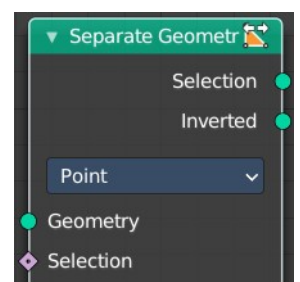 Separate Geometr
Selection
Inverted
Point
Geometry
Selection